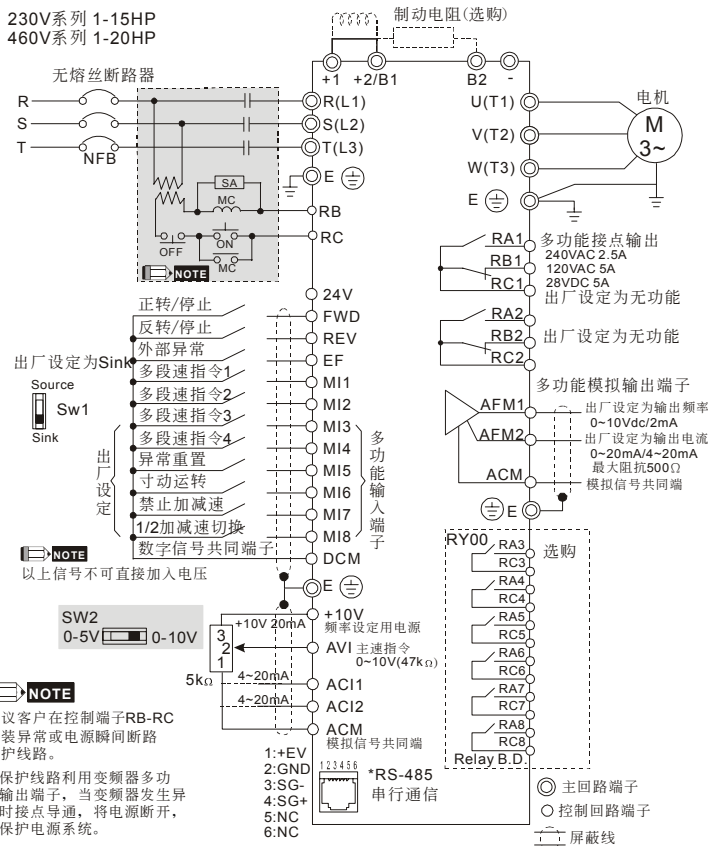 230V系列 1-15HP
460V系列 1-20HP
制动电阻(选购)
+1 +2/B1 B2 -
无熔丝断路器
R
S
T
NFB
R(L1)
S(L2)
T(L3)
E
SA
MC
RB
OFF
ON
MC
RC
NOTE
U(T1)
V(T2)
W(T3)
E
电机
M
3~
RA1
RB1
RC1
多功能接点输出
240VAC 2.5A
120VAC 5A
28VDC 5A
出厂设定为无功能
RA2
RB2
RC2
出厂设定为无功能
24V
正转/停止 FWD
反转/停止 REV
外部异常 EF
多段速指令1 MI1
多段速指令2 MI2
多段速指令3 MI3
多段速指令4 MI4
异常重置 MI5
寸动运转 MI6
禁止加减速 MI7
1/2加减速切换 MI8
数字信号共同端子 DCM
E
出厂设定为Sink
Source
Sw1
Sink
出厂设定
多功能输入端子
NOTE
以上信号不可直接加入电压
多功能模拟输出端子
AFM1
出厂设定为输出频率
0~10Vdc/2mA
AFM2
出厂设定为输出电流
0~20mA/4~20mA
最大阻抗500Ω
ACM
模拟信号共同端
E
RY00
选购
RA3
RC3
RA4
RC4
RA5
RC5
RA6
RC6
RA7
RC7
RA8
RC8
Relay B.D.
SW2
0-5V 0-10V
+10V 20mA
+10V
频率设定用电源
3
2
1
5kΩ
AVI 主速指令
0~10V(47kΩ)
4~20mA ACI1
4~20mA ACI2
ACM
模拟信号共同端
NOTE
议客户在控制端子RB-RC
装异常或电源瞬间断路
护线路。
保护线路利用变频器多功
输出端子，当变频器发生异
时接点导通，将电源断开，
保护电源系统。
1:+EV
2:GND
3:SG-
4:SG+
5:NC
6:NC
123456
*RS-485
串行通信
主回路端子
控制回路端子
屏蔽线